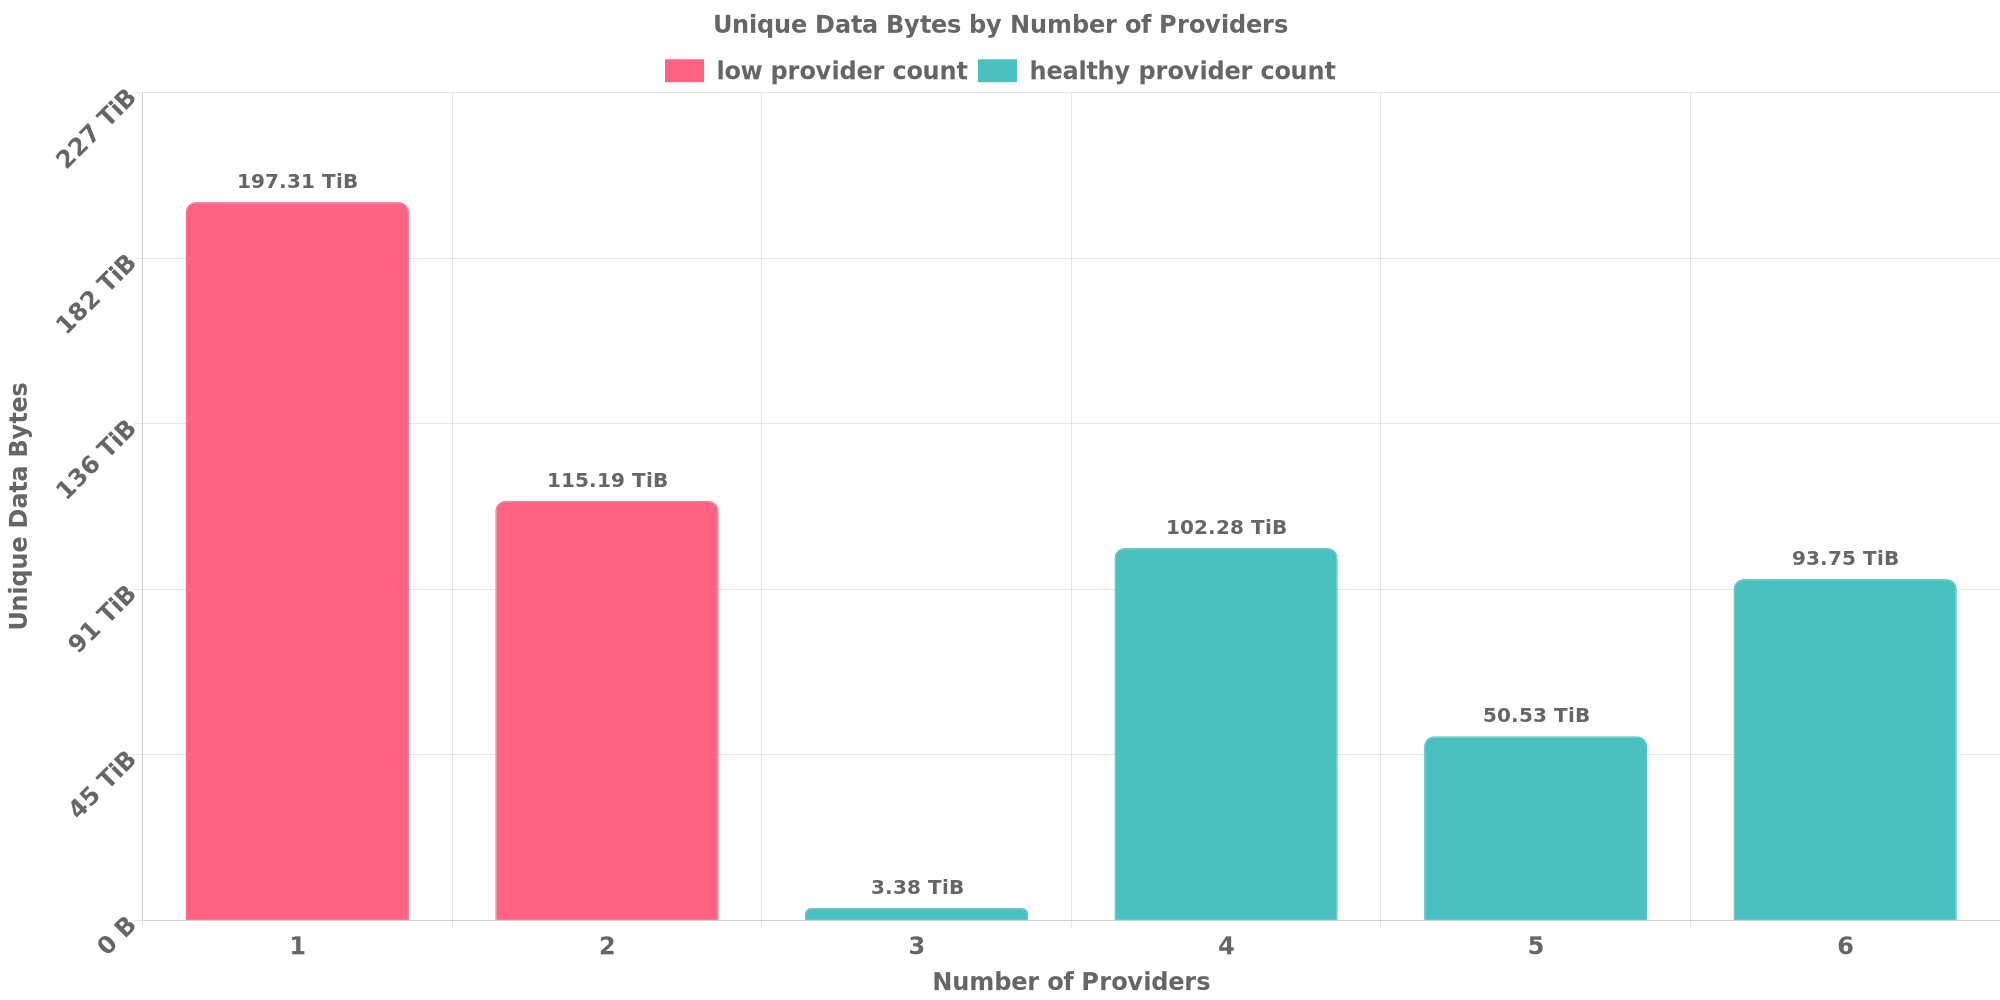 Unique Data Bytes by Number of Providers
low provider count healthy provider count
227 TiB
182 TiB
136 TiB
91 TiB
45 TiB
0 B
Unique Data Bytes
197.31 TiB
115.19 TiB
3.38 TiB
102.28 TiB
50.53 TiB
93.75 TiB
1 2 3 4 5 6
Number of Providers